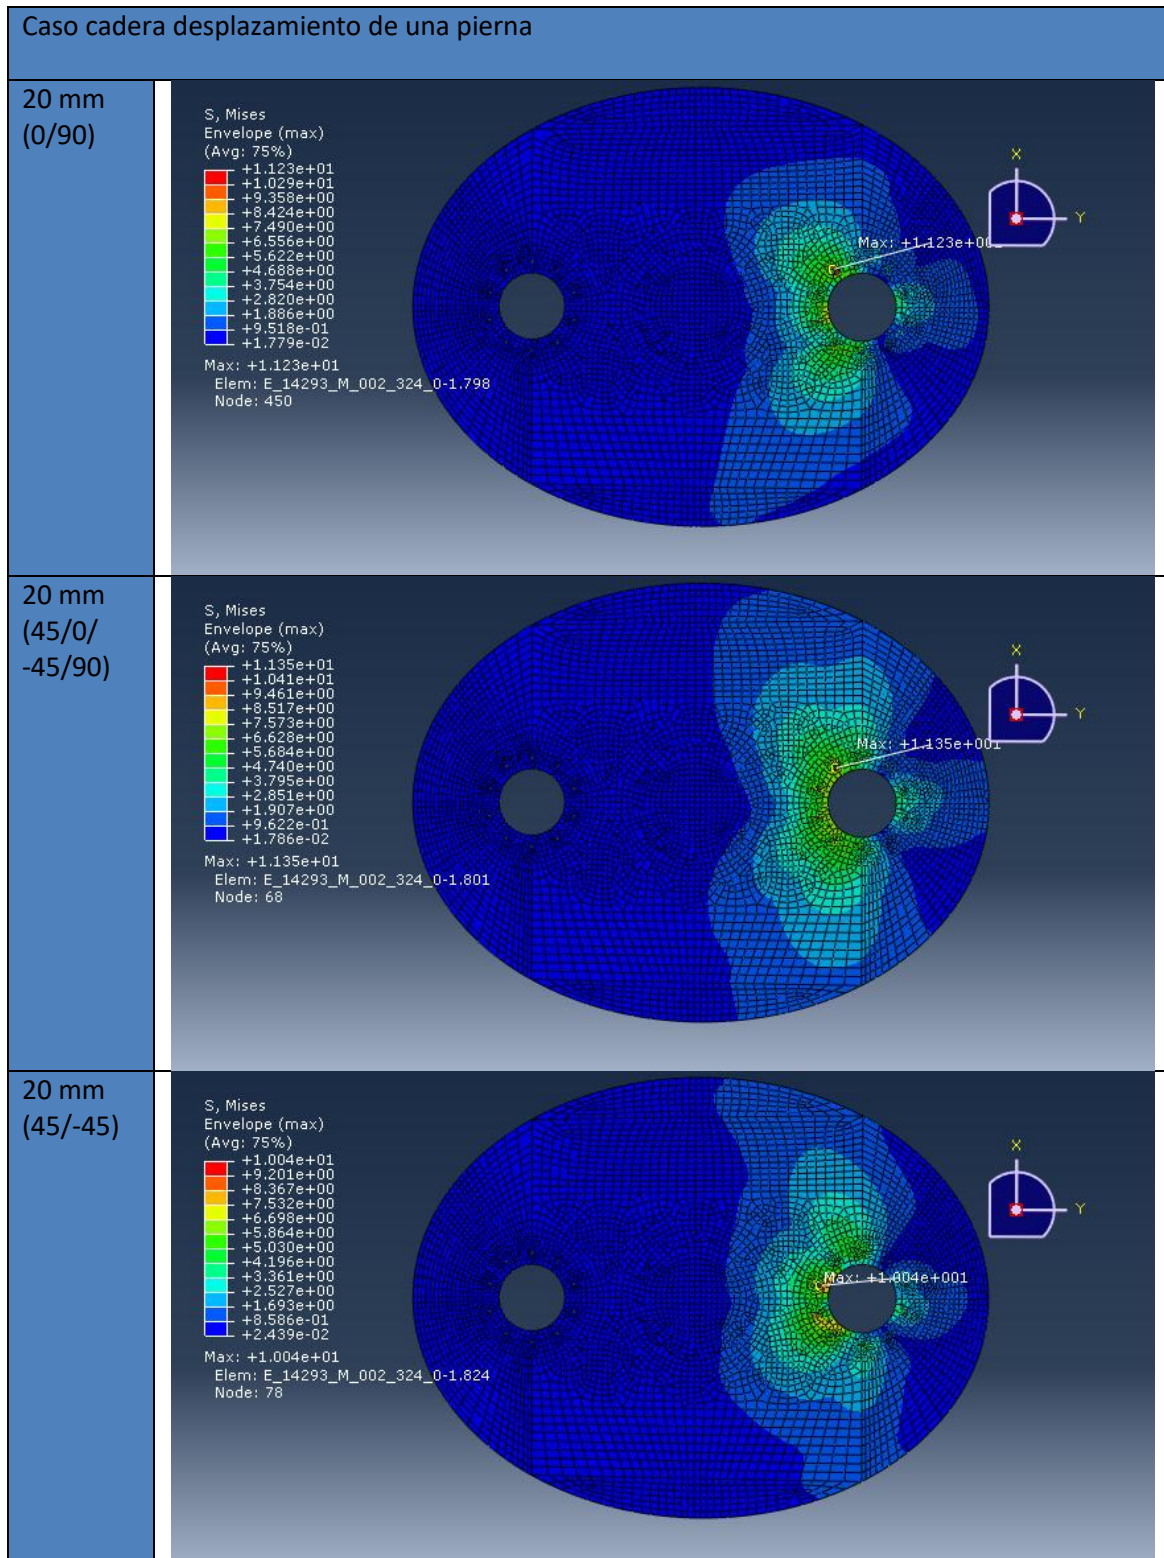 Caso cadera desplazamiento de una pierna
20 mm
(0/90)
S, Mises
Envelope (max)
(Avg: 75%)
+1.123e+01
+1.029e+01
+9.358e+00
+8.424e+00
+7.490e+00
+6.556e+00
+5.622e+00
+4.688e+00
+3.754e+00
+2.820e+00
+1.886e+00
+9.518e-01
+1.779e-02
Max: +1.123e+01
Elem: E_14293_M_002_324_0-1.798
Node: 450
Max: +1.123e+001
X
Y
20 mm
(45/0/
-45/90)
S, Mises
Envelope (max)
(Avg: 75%)
+1.135e+01
+1.041e+01
+9.461e+00
+8.517e+00
+7.573e+00
+6.628e+00
+5.684e+00
+4.740e+00
+3.795e+00
+2.851e+00
+1.907e+00
+9.622e-01
+1.786e-02
Max: +1.135e+01
Elem: E_14293_M_002_324_0-1.801
Node: 68
Max: +1.135e+001
X
Y
20 mm
(45/-45)
S, Mises
Envelope (max)
(Avg: 75%)
+1.004e+01
+9.201e+00
+8.367e+00
+7.532e+00
+6.698e+00
+5.864e+00
+5.030e+00
+4.196e+00
+3.361e+00
+2.527e+00
+1.693e+00
+8.586e-01
+2.439e-02
Max: +1.004e+01
Elem: E_14293_M_002_324_0-1.824
Node: 78
Max: +1.004e+001
X
Y